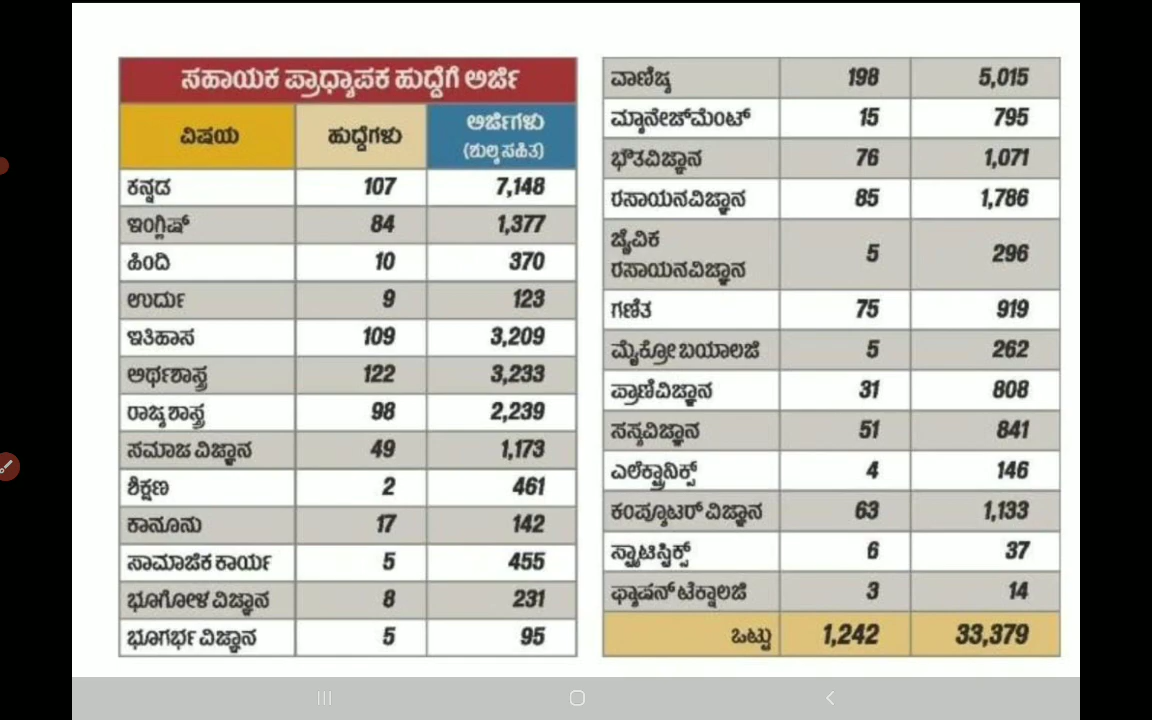 ಸಹಾಯಕ ಪ್ರಾಧ್ಯಾಪಕ ಹುದ್ದೆಗೆ ಅರ್ಜಿ
ವಿಷಯ ಹುದ್ದೆಗಳು ಅರ್ಜಿಗಳು
(ಶುಲ್ಕ ಸಹಿತ)
ಕನ್ನಡ 107 7,148
ಇಂಗ್ಲಿಷ್ 84 1,377
ಹಿಂದಿ 10 370
ಉರ್ದು 9 123
ಇತಿಹಾಸ 109 3,209
ಅರ್ಥಶಾಸ್ತ್ರ 122 3,233
ರಾಜ್ಯಶಾಸ್ತ್ರ 98 2,239
ಸಮಾಜ ವಿಜ್ಞಾನ 49 1,173
ಶಿಕ್ಷಣ 2 461
ಕಾನೂನು 17 142
ಸಾಮಾಜಿಕ ಕಾರ್ಯ 5 455
ಭೂಗೋಳ ವಿಜ್ಞಾನ 8 231
ಭೂಗರ್ಭ ವಿಜ್ಞಾನ 5 95
ವಾಣಿಜ್ಯ 198 5,015
ಮ್ಯಾನೇಜ್‌ಮೆಂಟ್ 15 795
ಭೌತವಿಜ್ಞಾನ 76 1,071
ರಸಾಯನವಿಜ್ಞಾನ 85 1,786
ಜೈವಿಕ
ರಸಾಯನವಿಜ್ಞಾನ 5 296
ಗಣಿತ 75 919
ಮೈಕ್ರೋ ಬಯಾಲಜಿ 5 262
ಪ್ರಾಣಿವಿಜ್ಞಾನ 31 808
ಸಸ್ಯವಿಜ್ಞಾನ 51 841
ಎಲೆಕ್ಟ್ರಾನಿಕ್ಸ್ 4 146
ಕಂಪ್ಯೂಟರ್ ವಿಜ್ಞಾನ 63 1,133
ಸ್ಟ್ಯಾಟಿಸ್ಟಿಕ್ಸ್ 6 37
ಫ್ಯಾಷನ್ ಟೆಕ್ನಾಲಜಿ 3 14
ಒಟ್ಟು 1,242 33,379